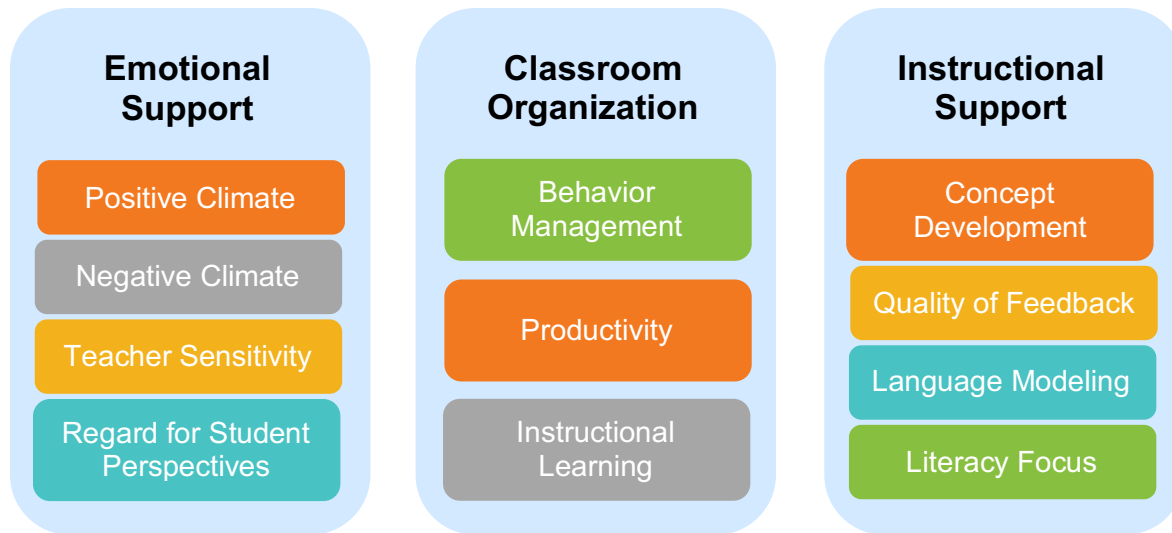 Emotional
Support
Positive Climate
Negative Climate
Teacher Sensitivity
Regard for Student
Perspectives
Classroom
Organization
Behavior
Management
Productivity
Instructional
Learning
Instructional
Support
Concept
Development
Quality of Feedback
Language Modeling
Literacy Focus